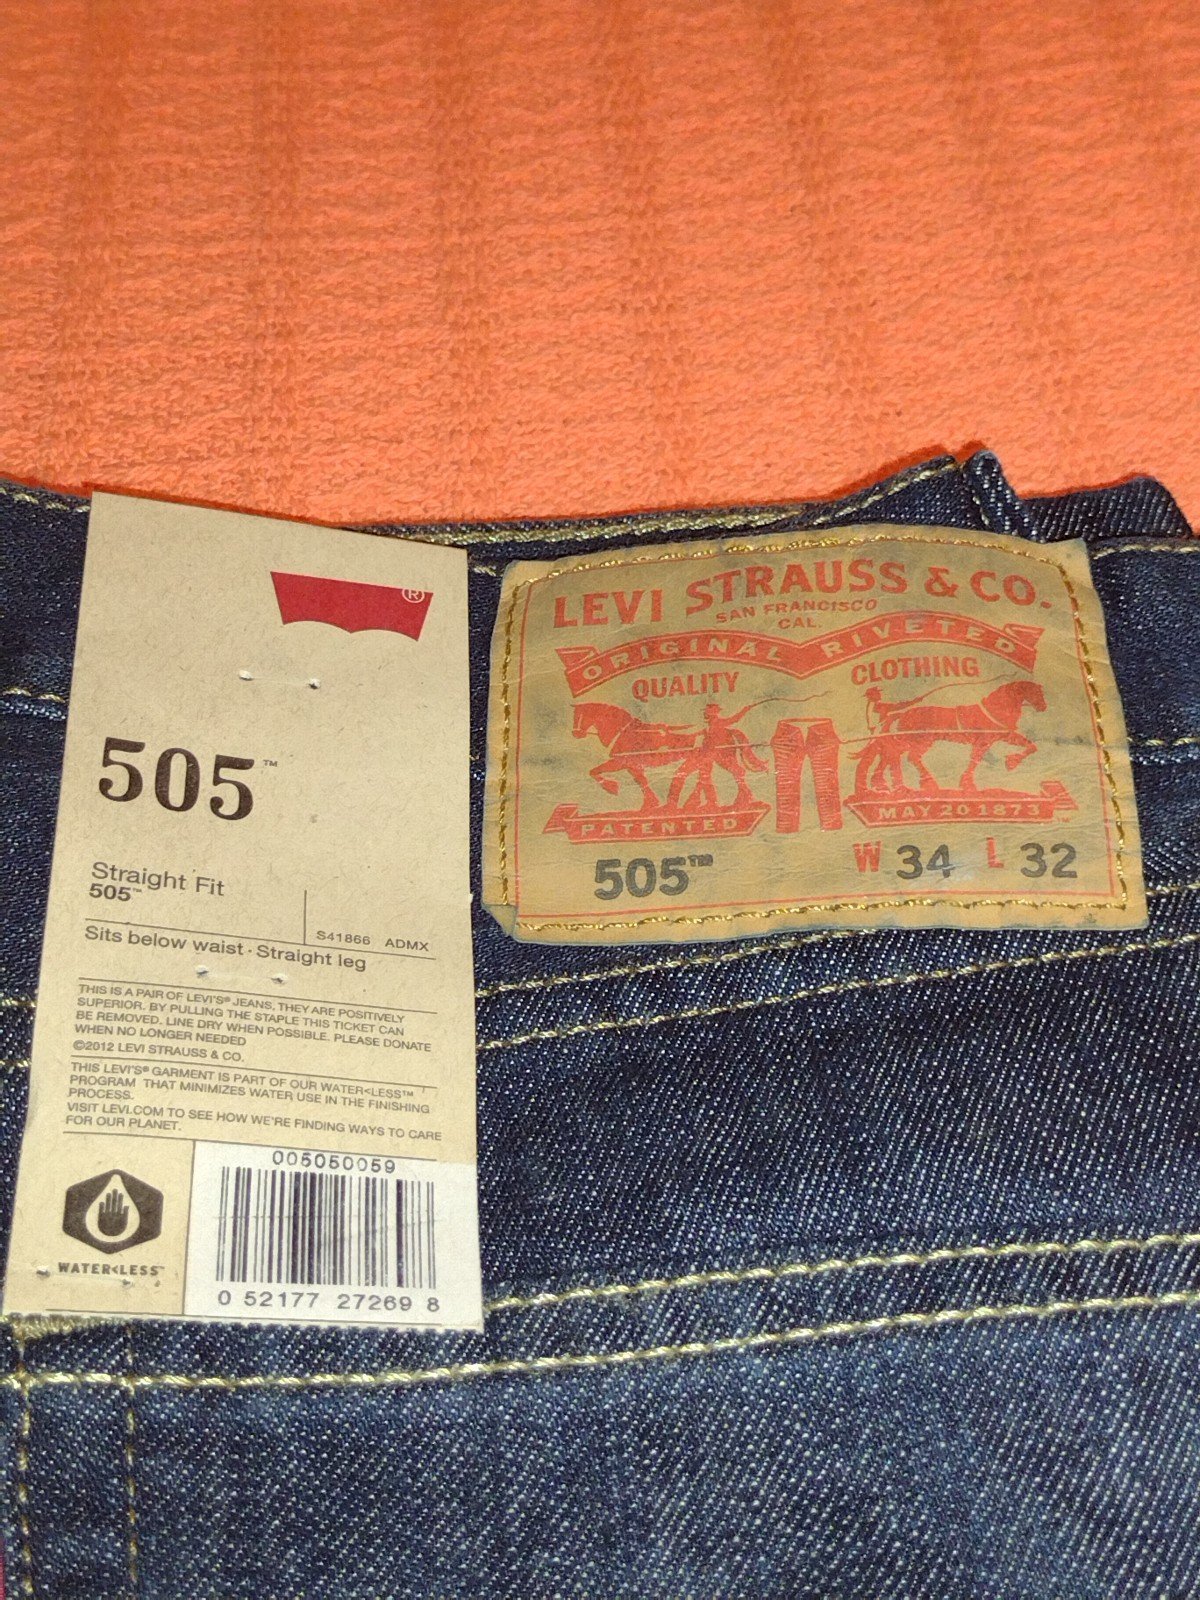 ®
505™
Straight Fit
505™
S41866 ADMX
Sits below waist · Straight leg
THIS IS A PAIR OF LEVI'S® JEANS, THEY ARE POSITIVELY
SUPERIOR. BY PULLING THE STAPLE THIS TICKET CAN
BE REMOVED. LINE DRY WHEN POSSIBLE. PLEASE DONATE
WHEN NO LONGER NEEDED
©2012 LEVI STRAUSS & CO.
THIS LEVI'S® GARMENT IS PART OF OUR WATER<LESS™
PROGRAM THAT MINIMIZES WATER USE IN THE FINISHING
PROCESS.
VISIT LEVI.COM TO SEE HOW WE'RE FINDING WAYS TO CARE
FOR OUR PLANET.
005050059
WATER<LESS™
0 52177 27269 8
LEVI STRAUSS & CO.
SAN FRANCISCO
CAL.
ORIGINAL RIVETED
QUALITY CLOTHING
PATENTED MAY 20 1873 ™
505™ W 34 L 32